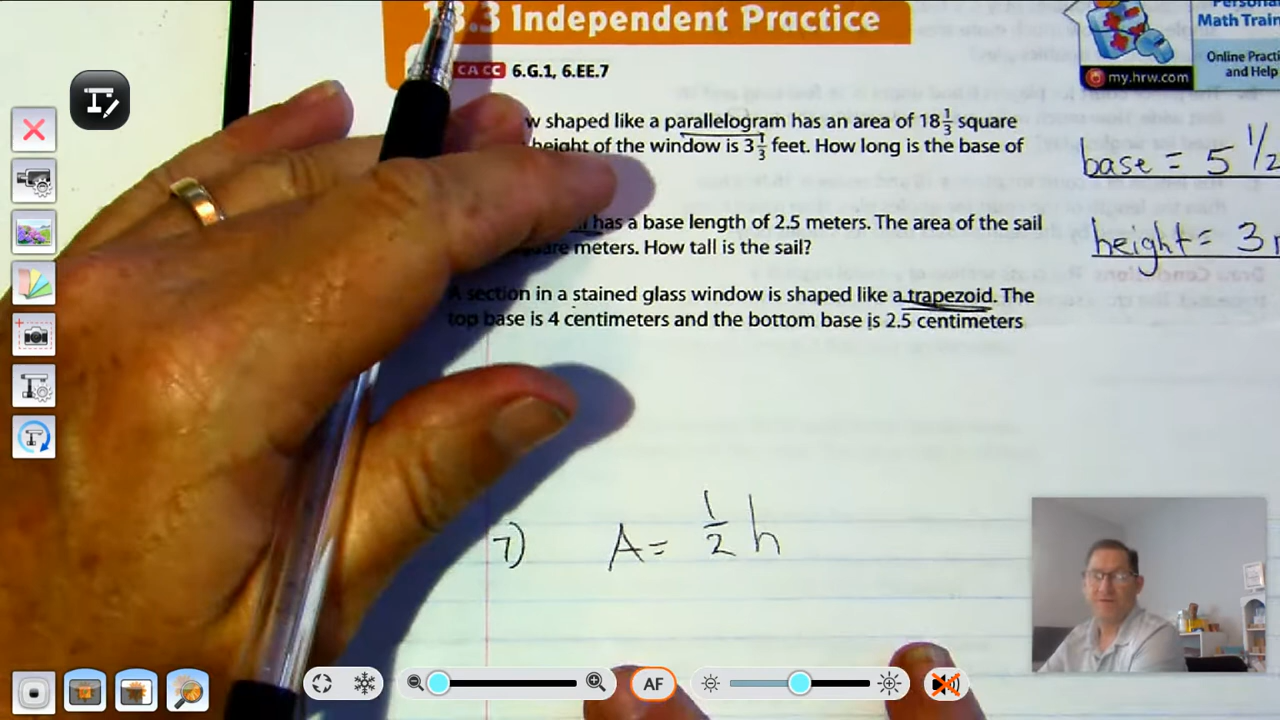 13.3 Independent Practice
Personal
Math Train
Online Practi
and Help
my.hrw.com
CA CC 6.G.1, 6.EE.7
w shaped like a parallelogram has an area of 18 1/3 square
height of the window is 3 1/3 feet. How long is the base of
base = 5 1/2
has a base length of 2.5 meters. The area of the sail
square meters. How tall is the sail?
height = 3
A section in a stained glass window is shaped like a trapezoid. The
top base is 4 centimeters and the bottom base is 2.5 centimeters
7) A = 1/2 h
AF